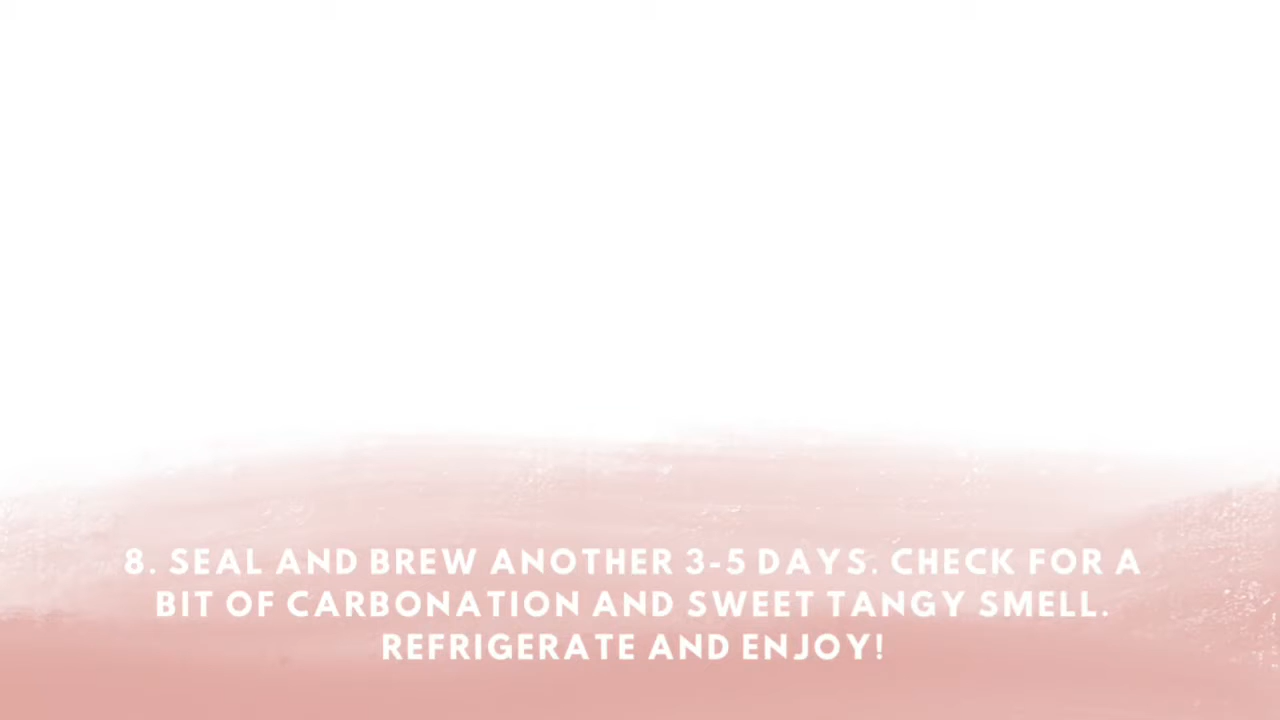 8. SEAL AND BREW ANOTHER 3-5 DAYS. CHECK FOR A
BIT OF CARBONATION AND SWEET TANGY SMELL.
REFRIGERATE AND ENJOY!